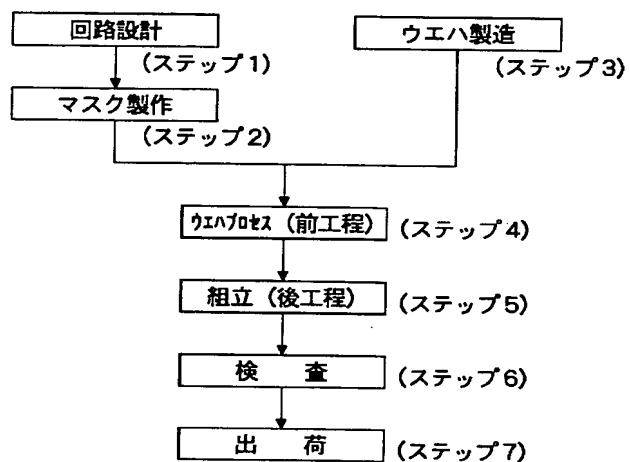 回路設計
ウエハ製造
(ステップ1)
(ステップ3)
マスク製作
(ステップ2)
ウエハプロセス (前工程)
(ステップ4)
組立 (後工程)
(ステップ5)
検 査
(ステップ6)
出 荷
(ステップ7)